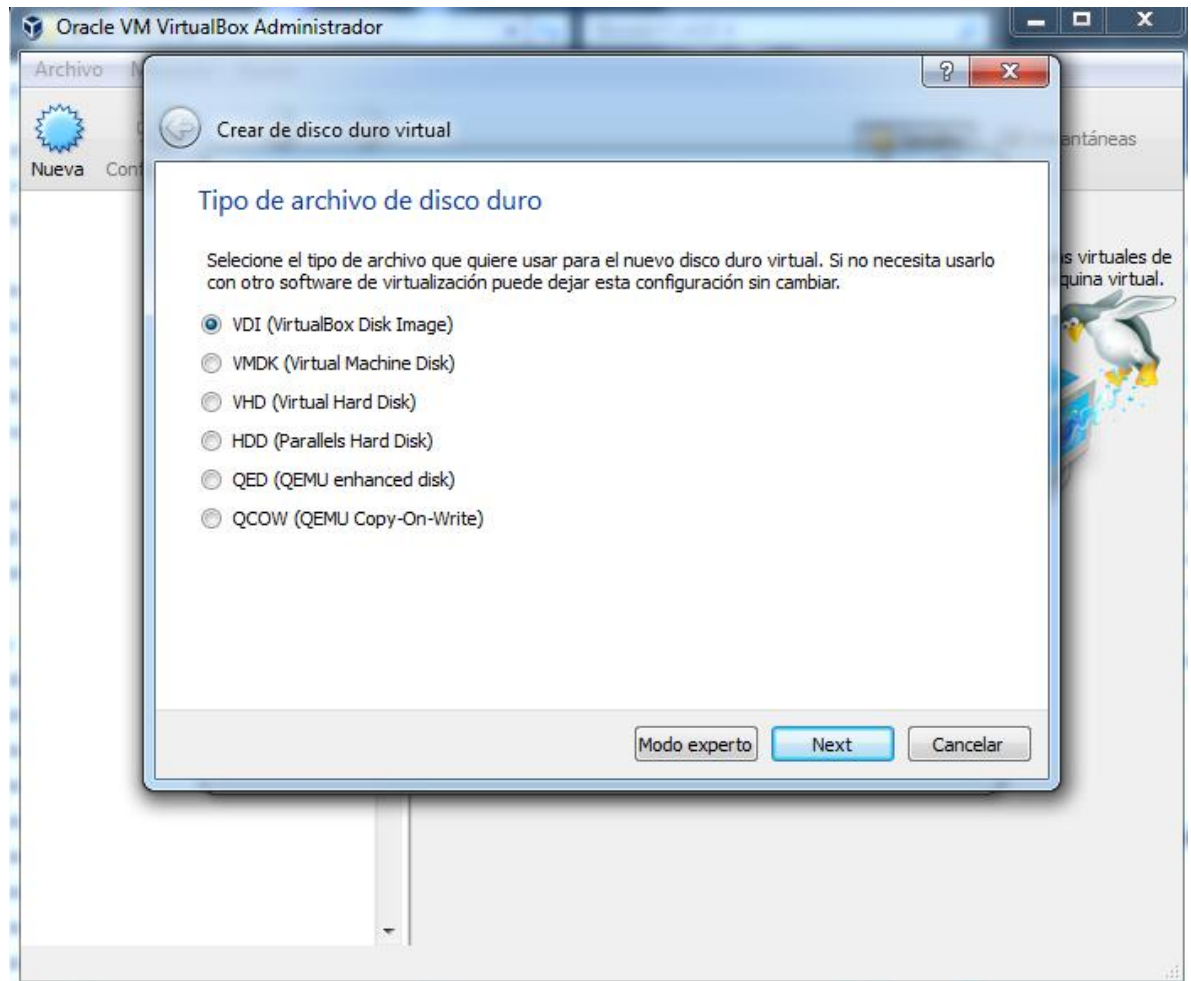 Oracle VM VirtualBox Administrador
Archivo
Crear de disco duro virtual
Nueva
antáneas
Tipo de archivo de disco duro
Selecione el tipo de archivo que quiere usar para el nuevo disco duro virtual. Si no necesita usarlo
con otro software de virtualización puede dejar esta configuración sin cambiar.
s virtuales de
quina virtual.
VDI (VirtualBox Disk Image)
VMDK (Virtual Machine Disk)
VHD (Virtual Hard Disk)
HDD (Parallels Hard Disk)
QED (QEMU enhanced disk)
QCOW (QEMU Copy-On-Write)
Modo experto
Next
Cancelar